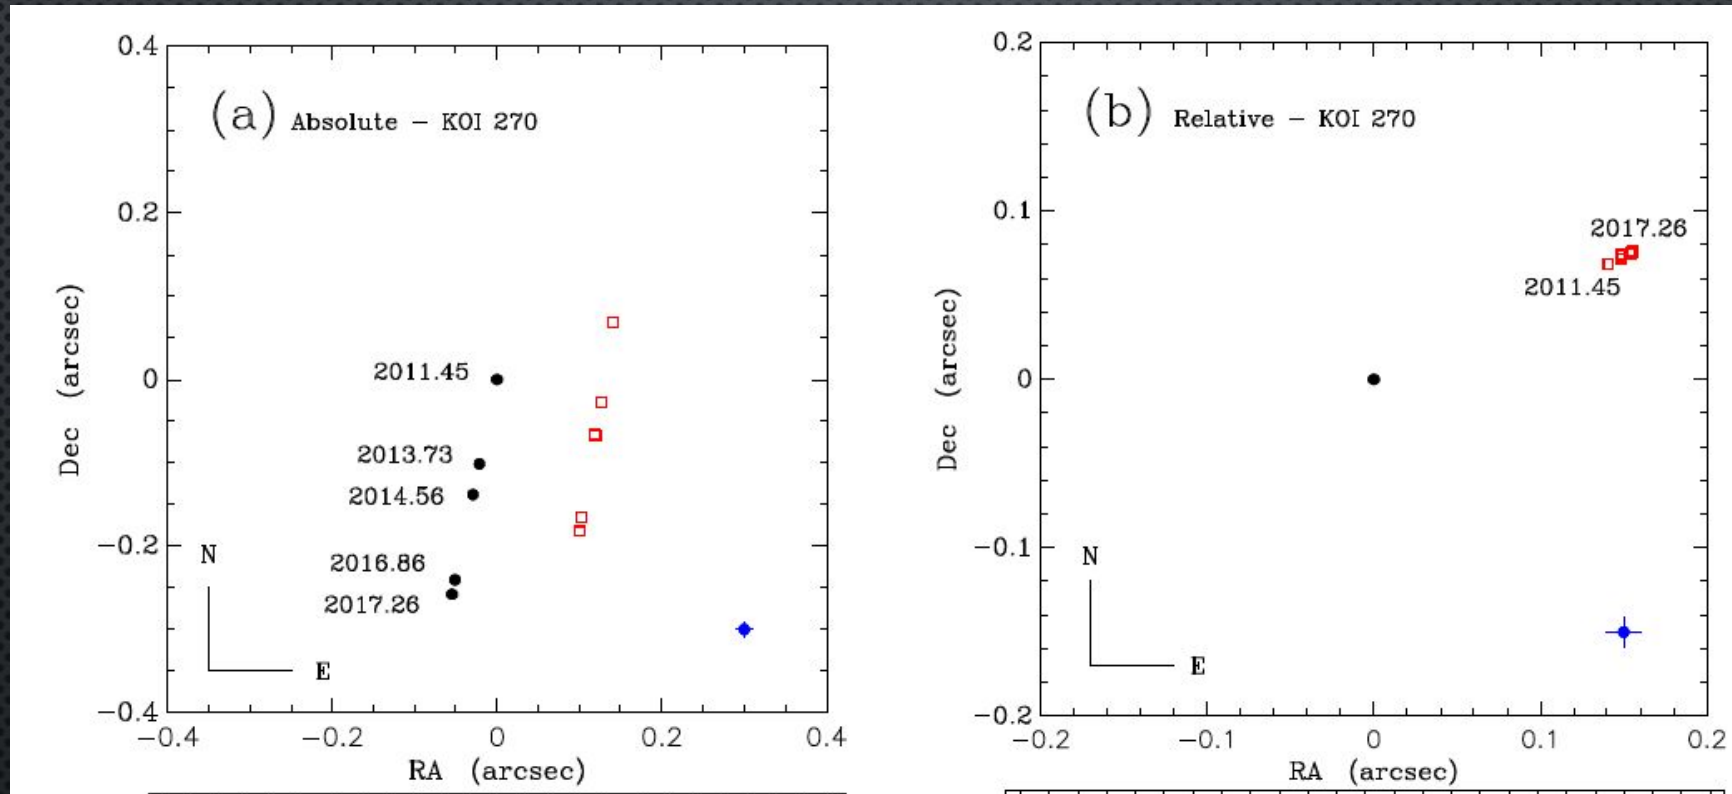 0.4
(a) Absolute − KOI 270
0.2
2011.45
0
2013.73
2014.56
−0.2
N
2016.86
2017.26
E
−0.4
−0.4 −0.2 0 0.2 0.4
RA (arcsec)
Dec (arcsec)
0.2
(b) Relative − KOI 270
0.1
2017.26
2011.45
0
−0.1
N
E
−0.2
−0.2 −0.1 0 0.1 0.2
RA (arcsec)
Dec (arcsec)